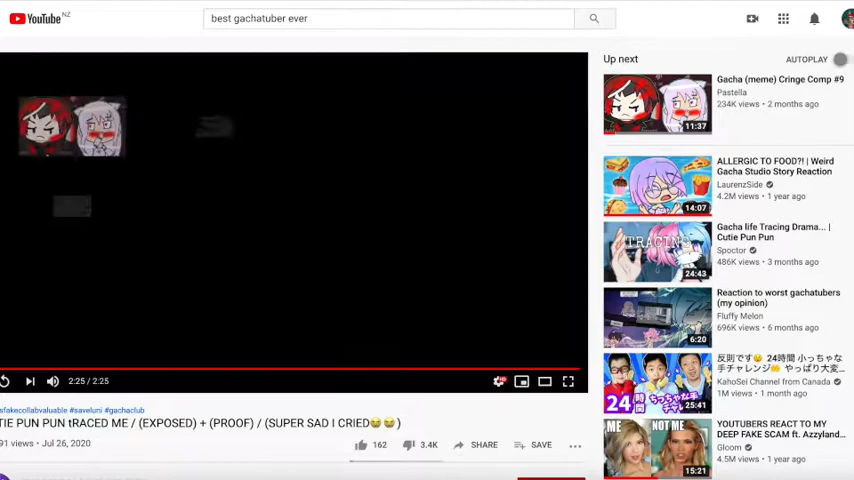 YouTube NZ
best gachatuber ever
Up next
AUTOPLAY
Gacha (meme) Cringe Comp #9
Pastella
234K views • 2 months ago
11:37
ALLERGIC TO FOOD?! | Weird
Gacha Studio Story Reaction
LaurenzSide
4.2M views • 1 year ago
14:07
Gacha life Tracing Drama... |
Cutie Pun Pun
Spoctor
486K views • 3 months ago
TRACING
24:43
Reaction to worst gachatubers
(my opinion)
Fluffy Melon
696K views • 6 months ago
6:20
反則です😉 24時間 小っちゃな
手チャレンジ👐 やっぱり大変...
KahoSei Channel from Canada
1M views • 1 month ago
24時間
25:41
YOUTUBERS REACT TO MY
DEEP FAKE SCAM ft. Azzyland...
Gloom
4.5M views • 1 year ago
ME NOT ME
15:21
2:25 / 2:25
sfakecollabvaluable #saveluni #gachaclub
TIE PUN PUN tRACED ME / (EXPOSED) + (PROOF) / (SUPER SAD I CRIED😪😪)
91 views • Jul 26, 2020
162
3.4K
SHARE
SAVE